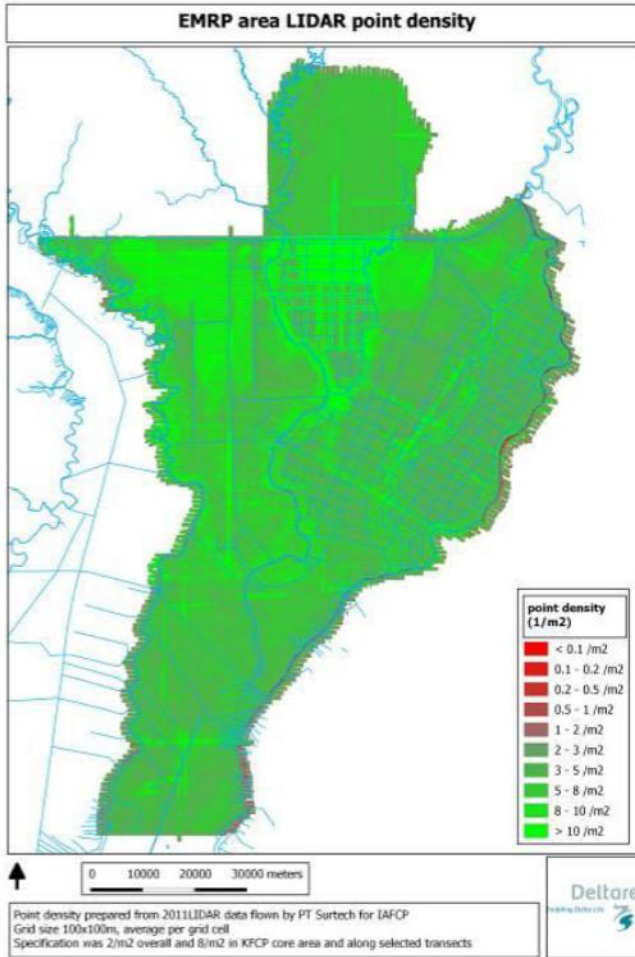 EMRP area LIDAR point density
point density
(1/m2)
< 0.1 /m2
0.1 - 0.2 /m2
0.2 - 0.5 /m2
0.5 - 1 /m2
1 - 2 /m2
2 - 3 /m2
3 - 5 /m2
5 - 8 /m2
8 - 10 /m2
> 10 /m2
0 10000 20000 30000 meters
Point density prepared from 2011LIDAR data flown by PT Surtech for IAFCP
Grid size 100x100m, average per grid cell
Specification was 2/m2 overall and 8/m2 in KFCP core area and along selected transects
Deltare
Delta Life